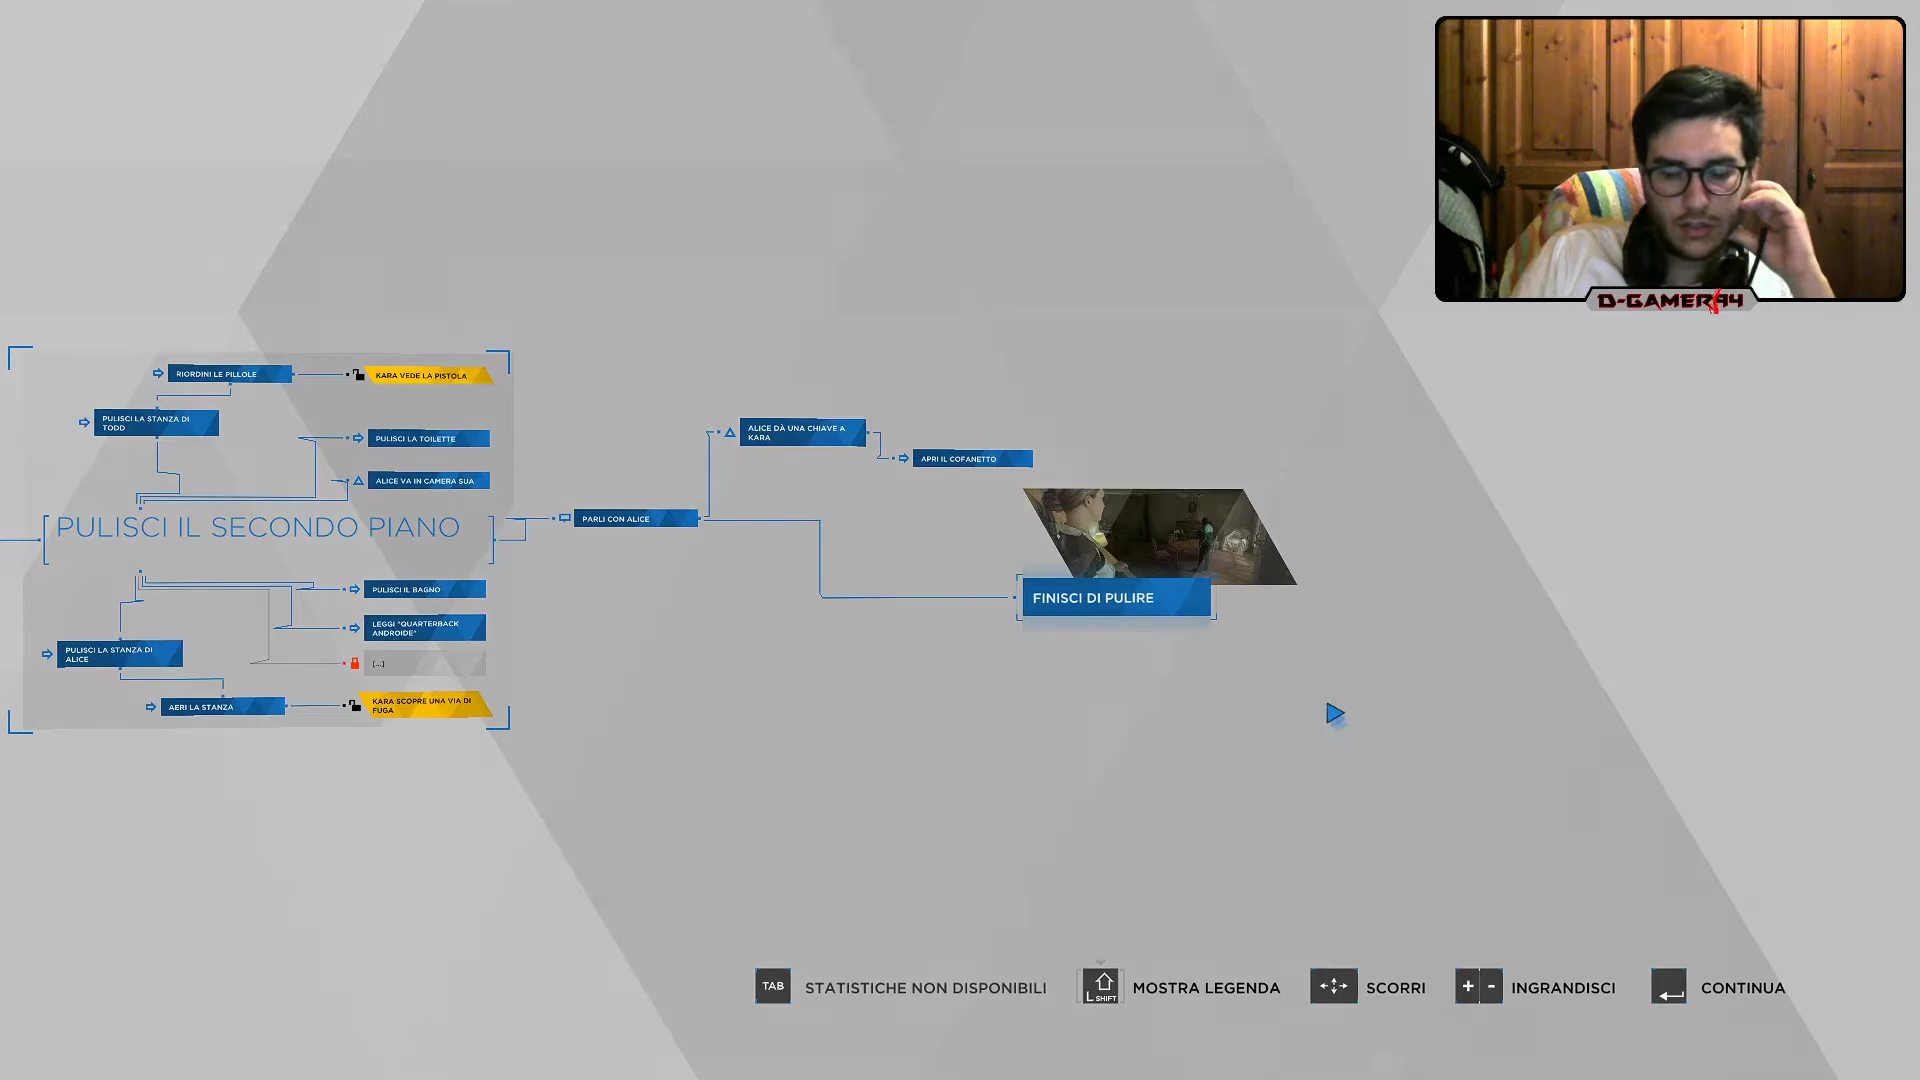 D-GAMER94
RIORDINI LE PILLOLE
KARA VEDE LA PISTOLA
PULISCI LA STANZA DI
TODD
PULISCI LA TOILETTE
ALICE VA IN CAMERA SUA
PULISCI IL SECONDO PIANO
PULISCI IL BAGNO
LEGGI "QUARTERBACK
ANDROIDE"
PULISCI LA STANZA DI
ALICE
[...]
AERI LA STANZA
KARA SCOPRE UNA VIA DI
FUGA
PARLI CON ALICE
ALICE DÀ UNA CHIAVE A
KARA
APRI IL COFANETTO
FINISCI DI PULIRE
TAB STATISTICHE NON DISPONIBILI
L SHIFT MOSTRA LEGENDA
SCORRI
+ - INGRANDISCI
CONTINUA